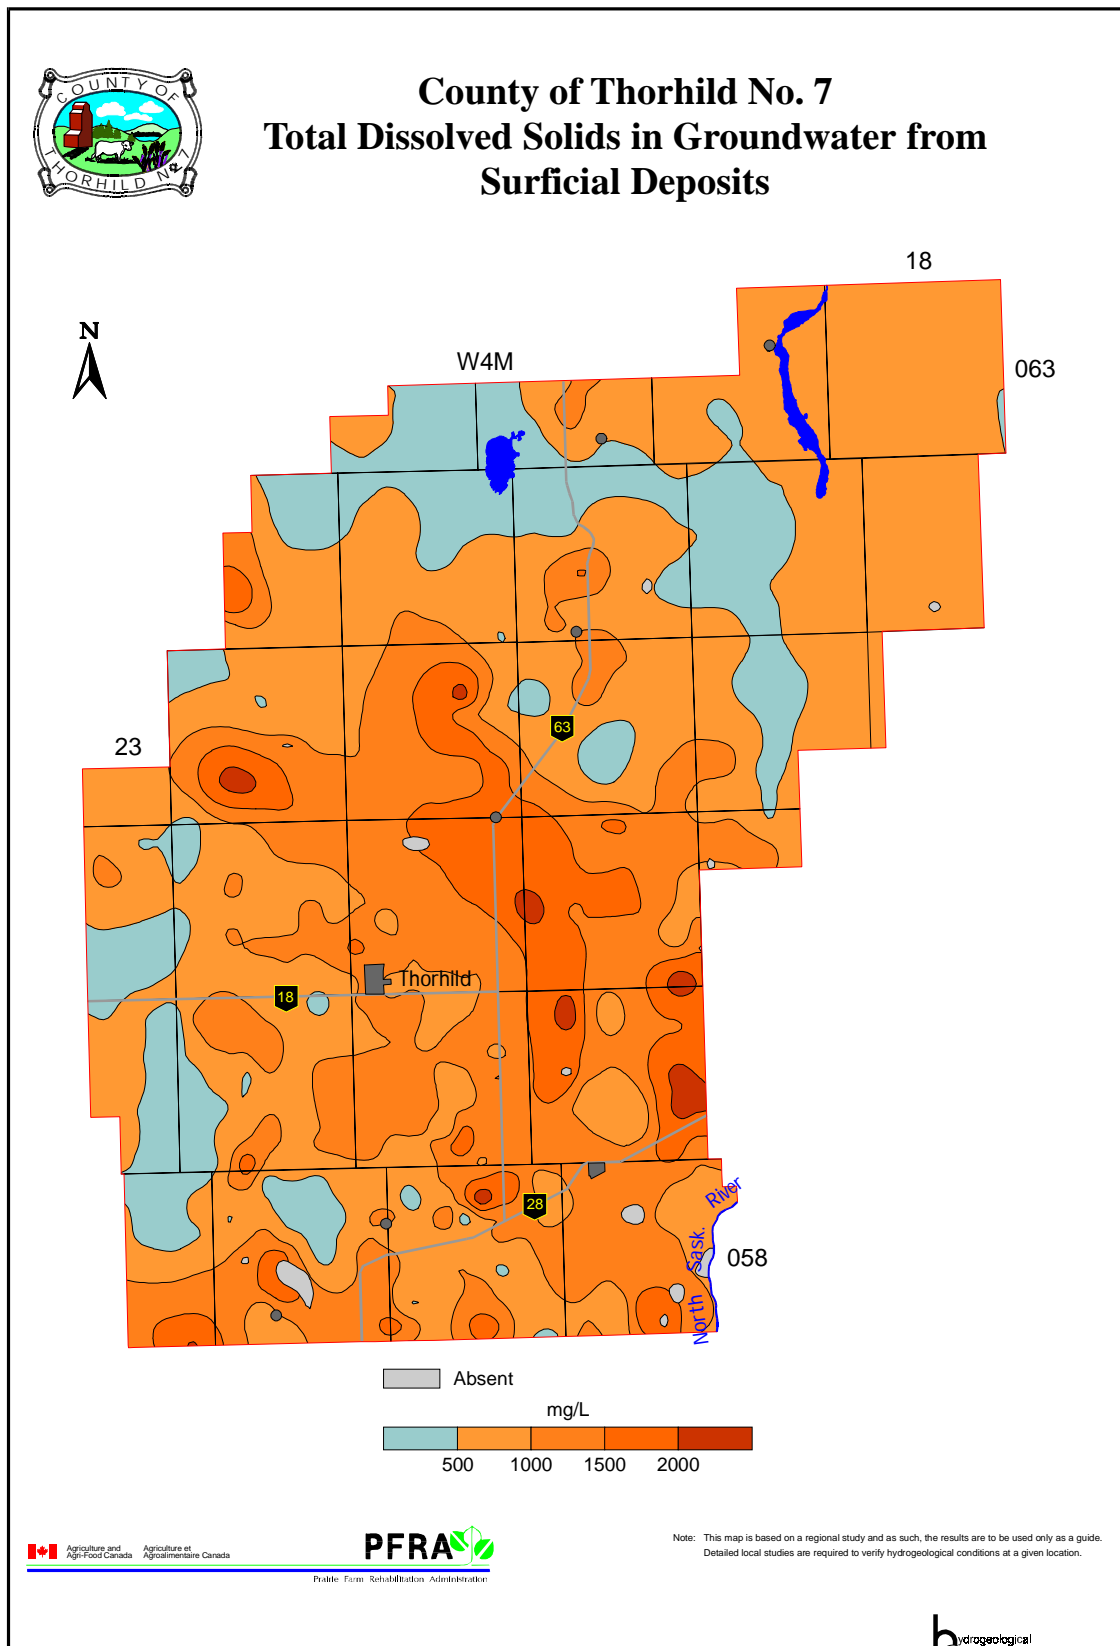 County of Thorhild No. 7
Total Dissolved Solids in Groundwater from
Surficial Deposits
COUNTY OF
THORHILD No 7
N
18
W4M
063
63
23
Thorhild
18
28
North Sask. River
058
Absent
mg/L
500 1000 1500 2000
Agriculture and Agriculture et
Agri-Food Canada Agroalimentaire Canada
PFRA
Prairie Farm Rehabilitation Administration
Note: This map is based on a regional study and as such, the results are to be used only as a guide.
Detailed local studies are required to verify hydrogeological conditions at a given location.
hydrogeological